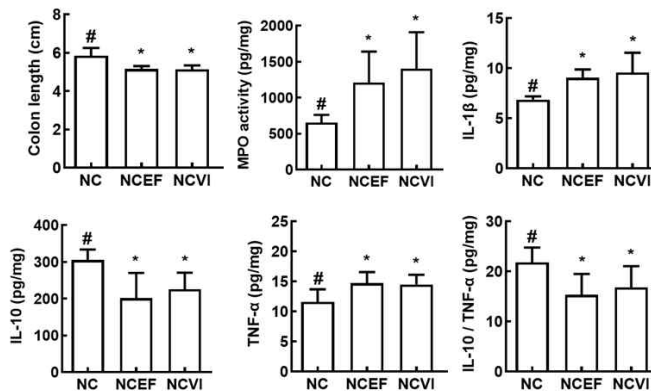 Colon length (cm)
8
6
4
2
0
#
*
*
NC
NCEF
NCVI
MPO activity (pg/mg)
2000
1500
1000
500
0
#
*
*
NC
NCEF
NCVI
IL-1β (pg/mg)
15
10
5
0
#
*
*
NC
NCEF
NCVI
IL-10 (pg/mg)
400
300
200
100
0
#
*
*
NC
NCEF
NCVI
TNF-α (pg/mg)
25
20
15
10
5
0
#
*
*
NC
NCEF
NCVI
IL-10 / TNF-α (pg/mg)
30
20
10
0
#
*
*
NC
NCEF
NCVI